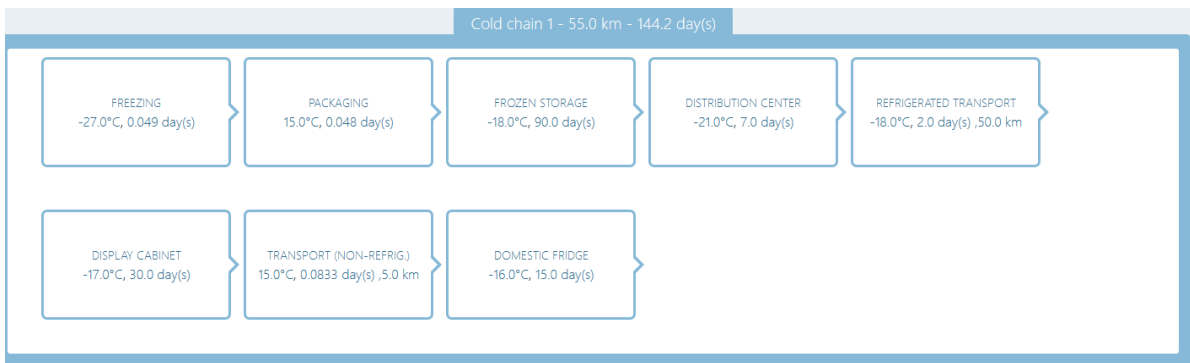 Cold chain 1 - 55.0 km - 144.2 day(s)
FREEZING
-27.0°C, 0.049 day(s)
PACKAGING
15.0°C, 0.048 day(s)
FROZEN STORAGE
-18.0°C, 90.0 day(s)
DISTRIBUTION CENTER
-21.0°C, 7.0 day(s)
REFRIGERATED TRANSPORT
-18.0°C, 2.0 day(s) ,50.0 km
DISPLAY CABINET
-17.0°C, 30.0 day(s)
TRANSPORT (NON-REFRIG.)
15.0°C, 0.0833 day(s) ,5.0 km
DOMESTIC FRIDGE
-16.0°C, 15.0 day(s)